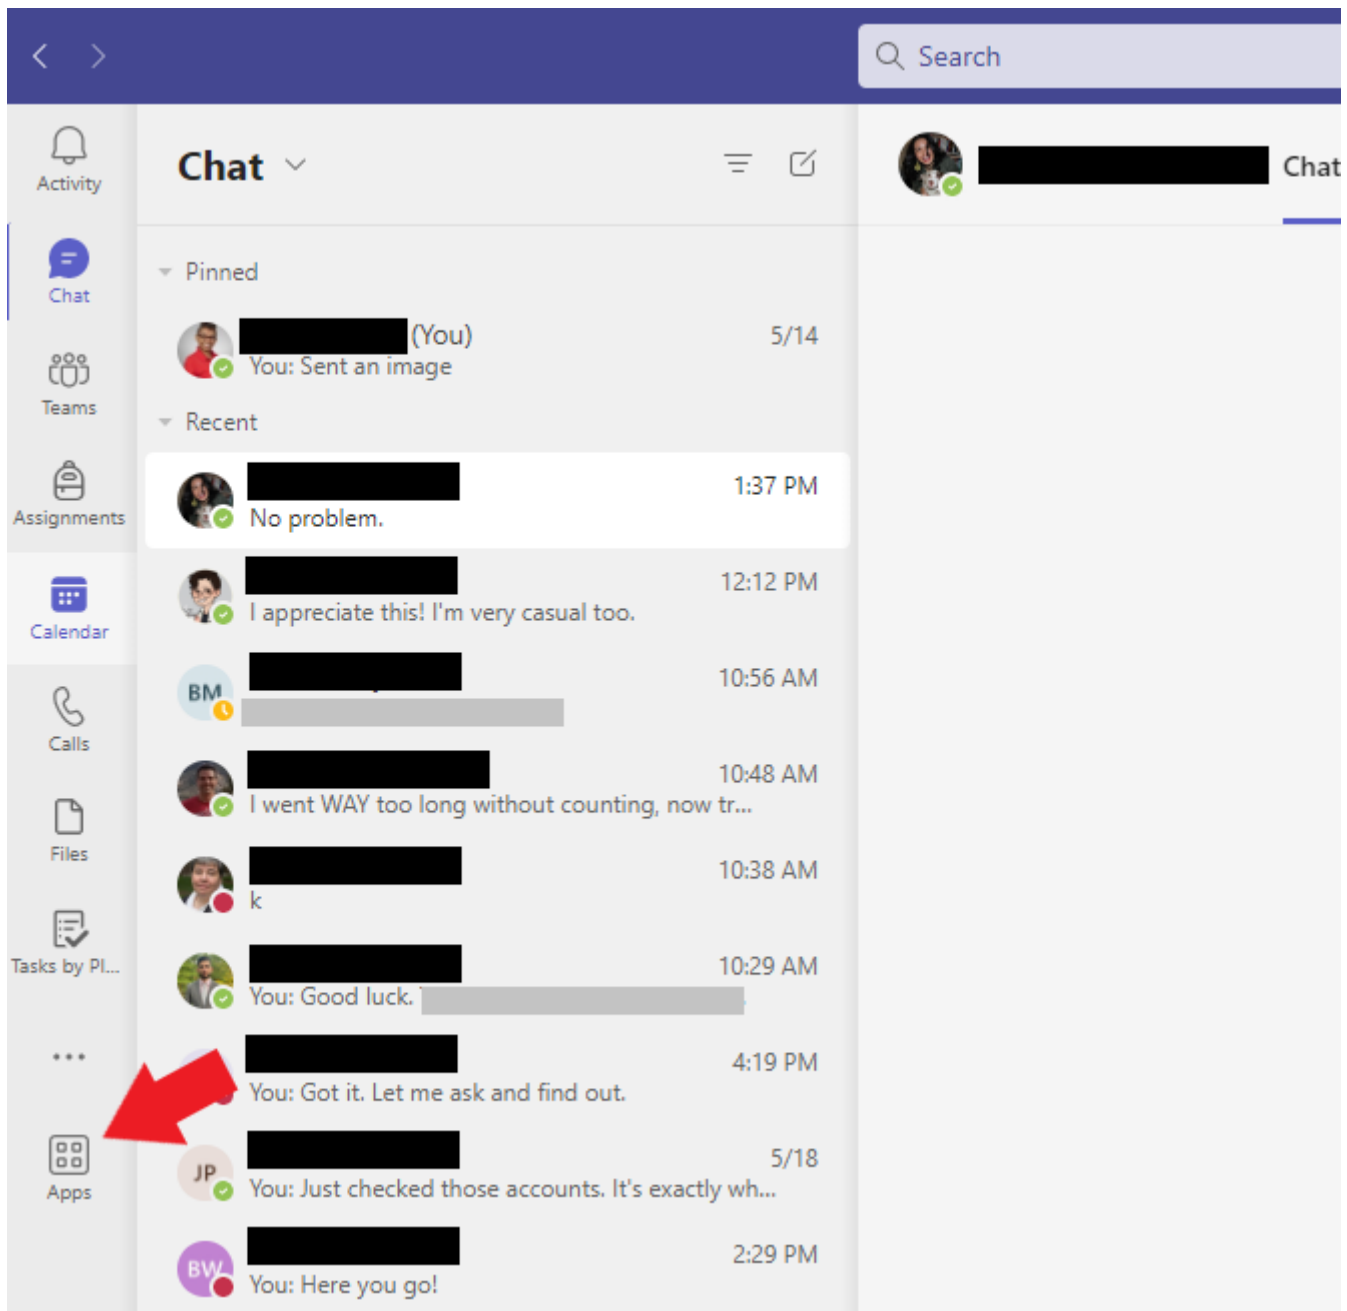 Search
Activity
Chat
Teams
Assignments
Calendar
Calls
Files
Tasks by Pl...
Apps
Chat
Pinned
(You) 5/14
You: Sent an image
Recent
1:37 PM
No problem.
12:12 PM
I appreciate this! I'm very casual too.
BM 10:56 AM
10:48 AM
I went WAY too long without counting, now tr...
10:38 AM
k
10:29 AM
You: Good luck.
4:19 PM
You: Got it. Let me ask and find out.
JP 5/18
You: Just checked those accounts. It's exactly wh...
BW 2:29 PM
You: Here you go!
Chat